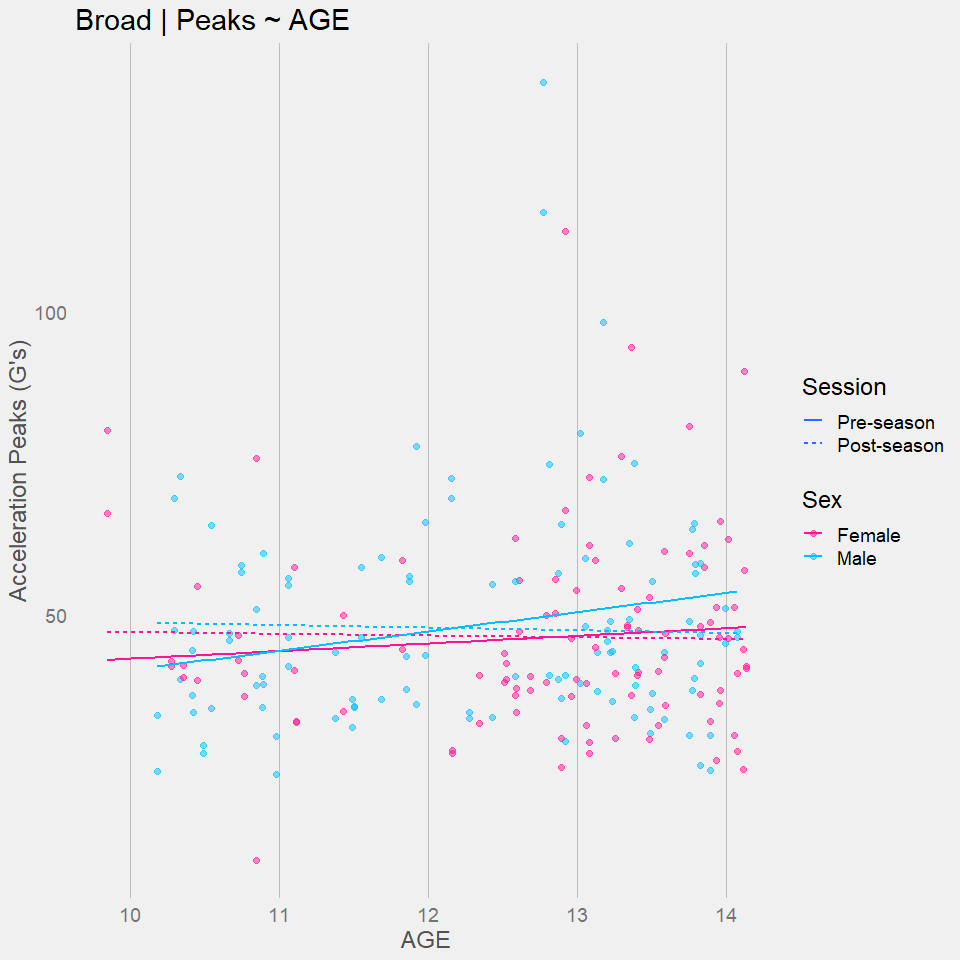 Broad | Peaks ~ AGE
Acceleration Peaks (G's)
100
50
10 11 12 13 14
AGE
Session
Pre-season
Post-season
Sex
Female
Male